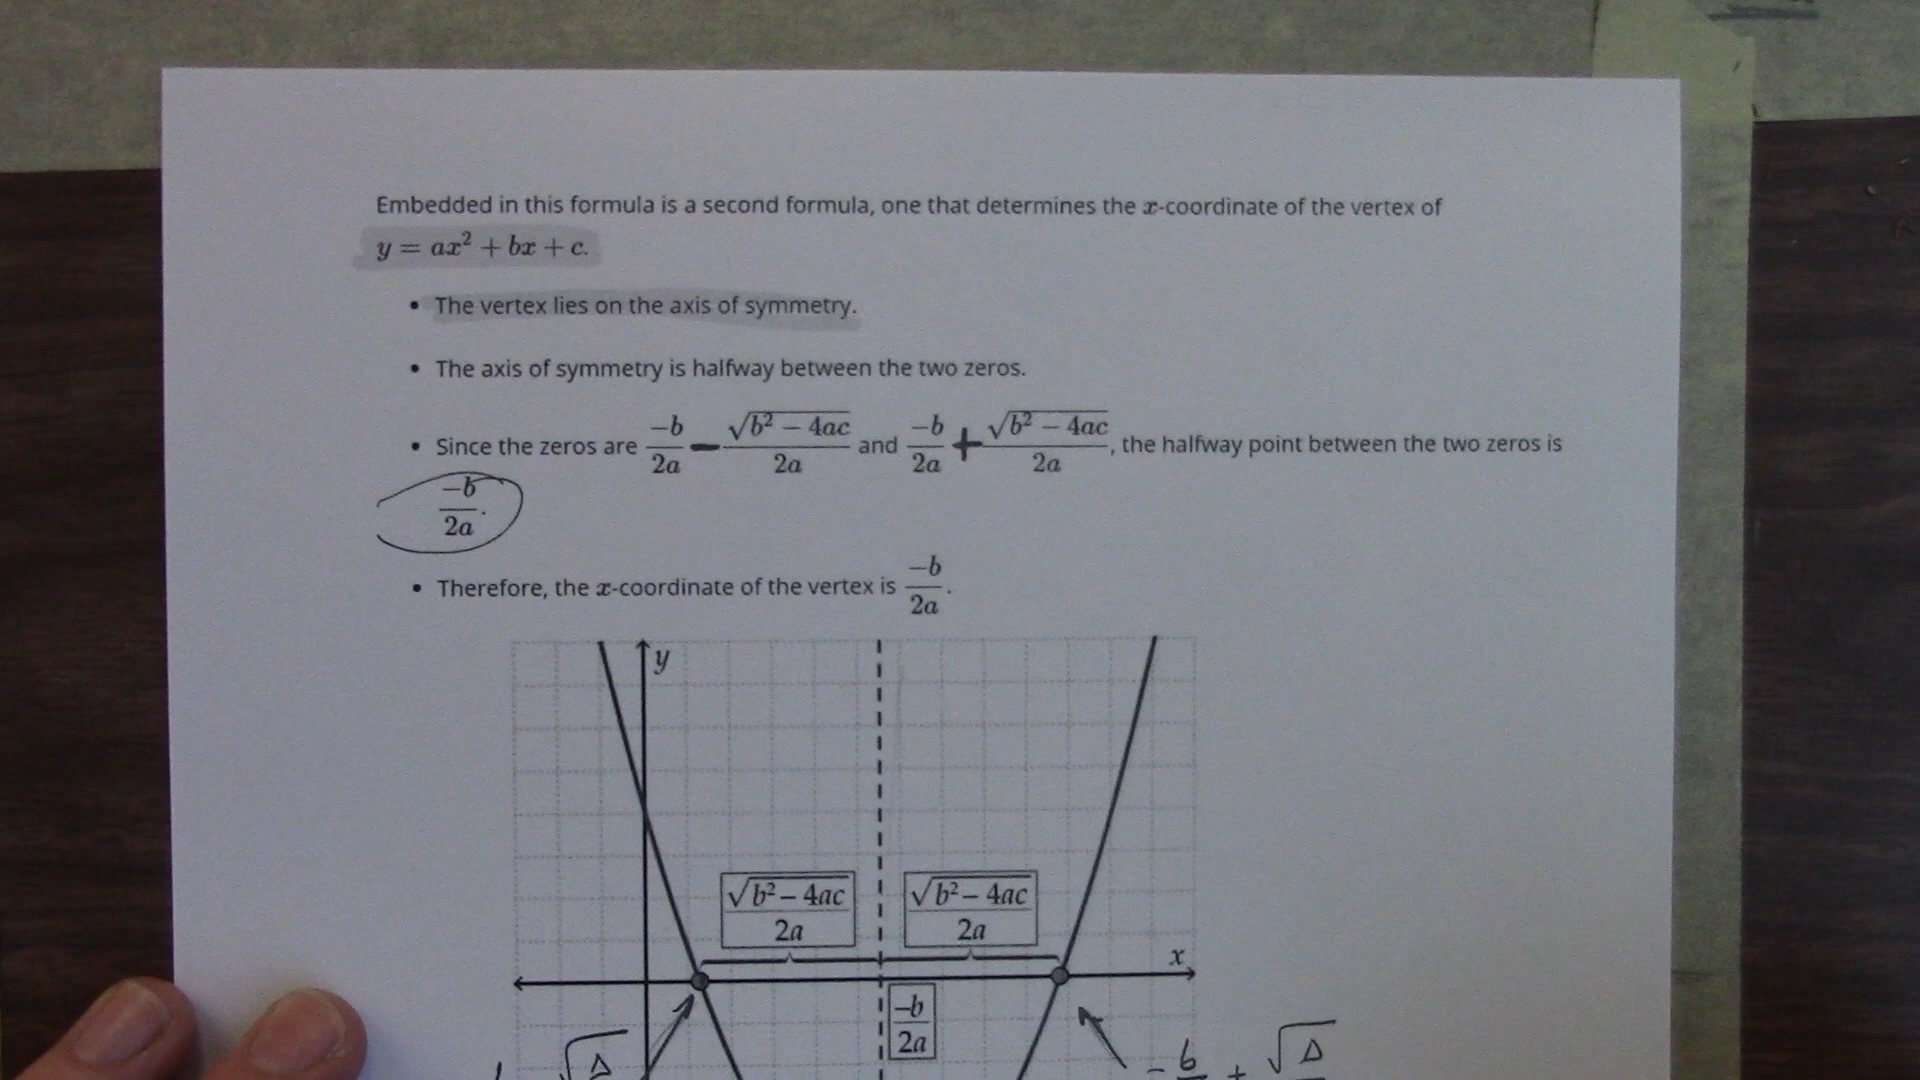 Embedded in this formula is a second formula, one that determines the x-coordinate of the vertex of
y = ax² + bx + c.
• The vertex lies on the axis of symmetry.
• The axis of symmetry is halfway between the two zeros.
• Since the zeros are −b/2a − √(b² − 4ac)/2a and −b/2a + √(b² − 4ac)/2a, the halfway point between the two zeros is
−b/2a.
• Therefore, the x-coordinate of the vertex is −b/2a.
y
√(b² − 4ac)/2a √(b² − 4ac)/2a
x
−b/2a
√Δ
−b + √Δ